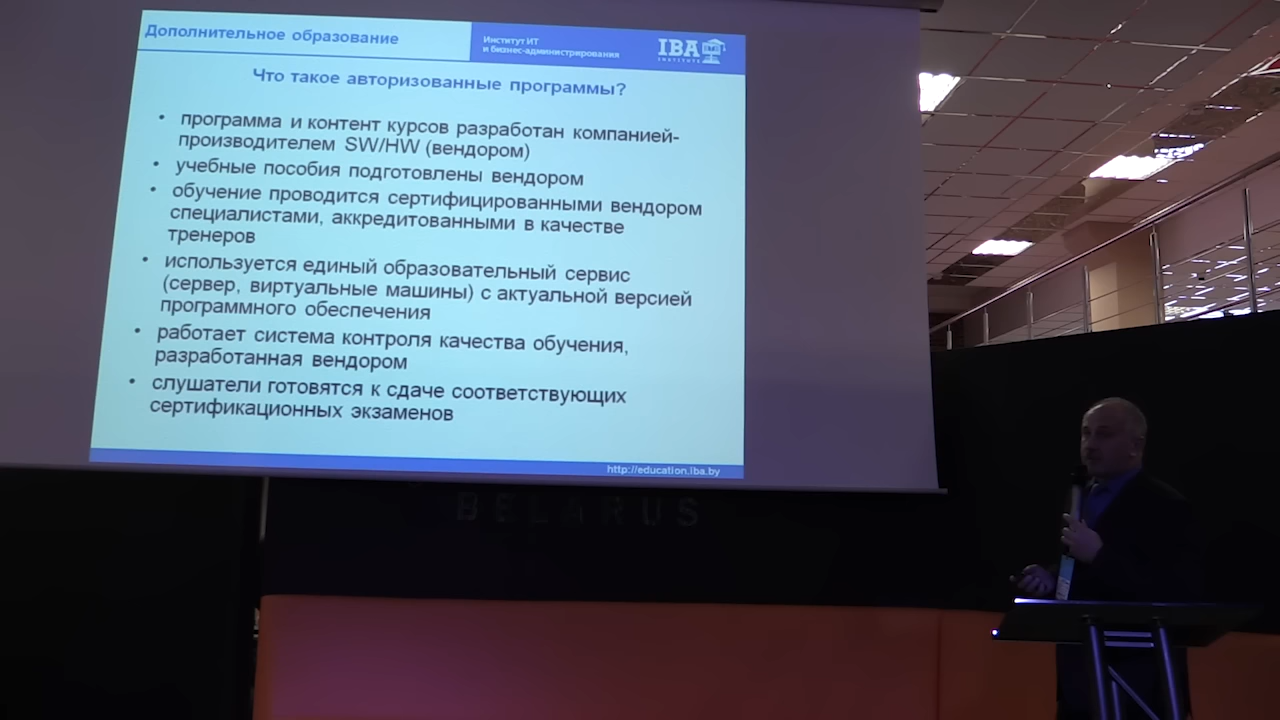 Дополнительное образование
Институт ИТ
и бизнес-администрирования
IBA
INSTITUTE
Что такое авторизованные программы?
• программа и контент курсов разработан компанией-
производителем SW/HW (вендором)
• учебные пособия подготовлены вендором
• обучение проводится сертифицированными вендором
специалистами, аккредитованными в качестве
тренеров
• используется единый образовательный сервис
(сервер, виртуальные машины) с актуальной версией
программного обеспечения
• работает система контроля качества обучения,
разработанная вендором
• слушатели готовятся к сдаче соответствующих
сертификационных экзаменов
http://education.iba.by
BELARUS